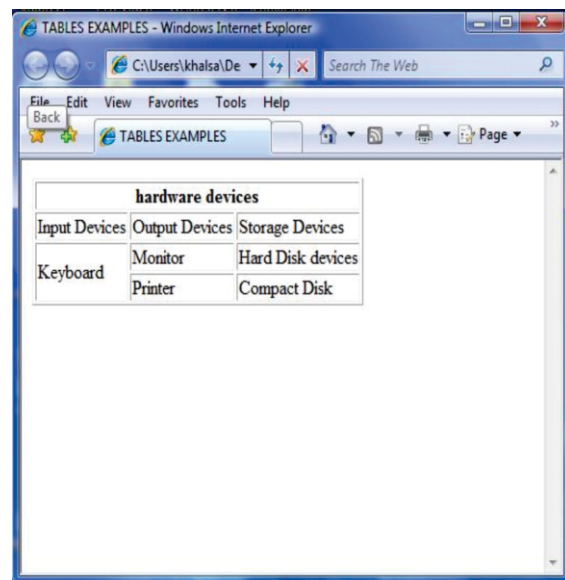 TABLES EXAMPLES - Windows Internet Explorer
C:\Users\khalsa\De
Search The Web
File Edit View Favorites Tools Help
Back
TABLES EXAMPLES
Page
hardware devices
Input Devices Output Devices Storage Devices
Keyboard
Monitor Hard Disk devices
Printer Compact Disk